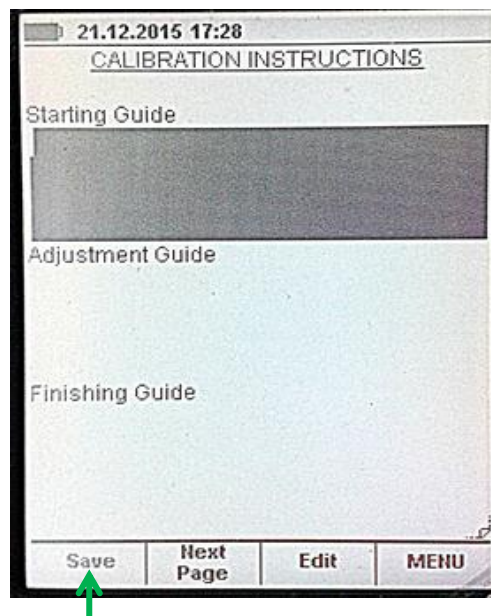 21.12.2015 17:28
CALIBRATION INSTRUCTIONS
Starting Guide
Adjustment Guide
Finishing Guide
Save
Next
Page
Edit
MENU